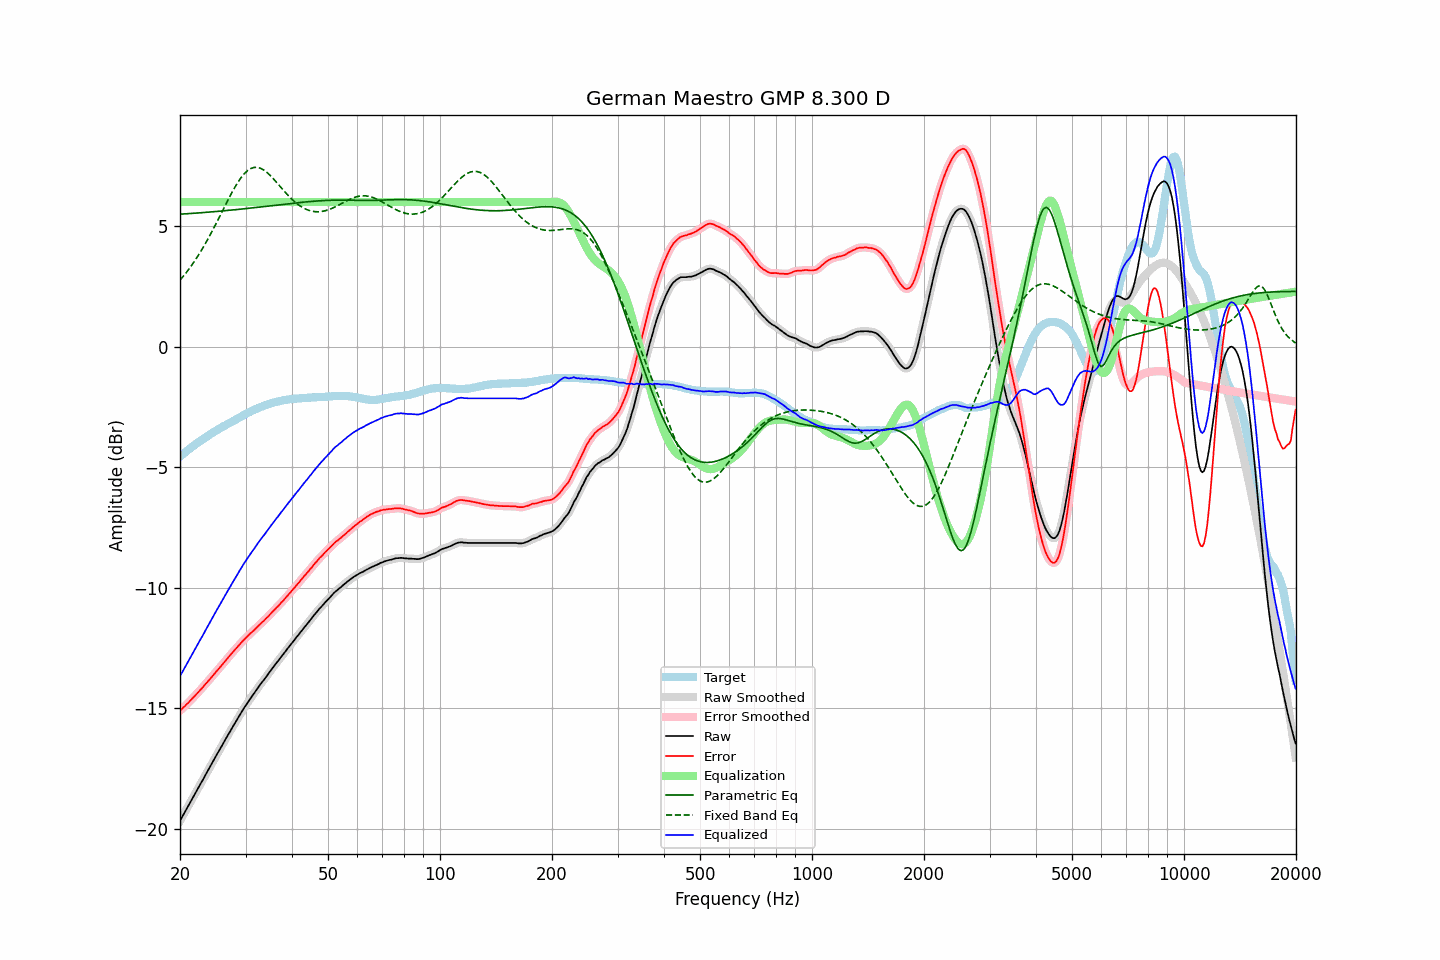 German Maestro GMP 8.300 D
Amplitude (dBr)
5
0
−5
−10
−15
−20
Target
Raw Smoothed
Error Smoothed
Raw
Error
Equalization
Parametric Eq
Fixed Band Eq
Equalized
20
50
100
200
500
1000
2000
5000
10000
20000
Frequency (Hz)